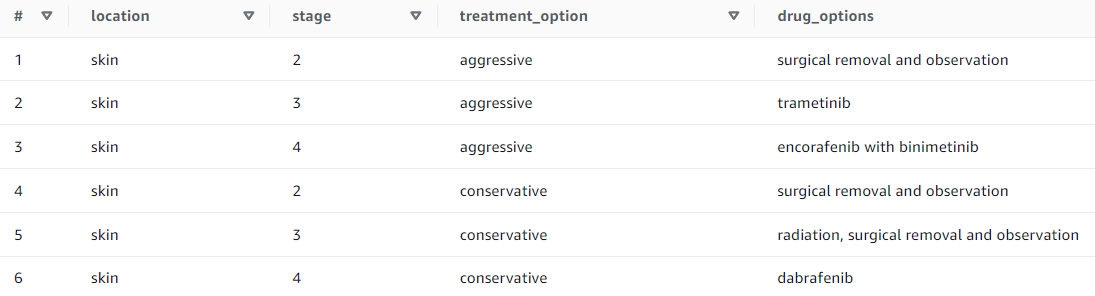 # location stage treatment_option drug_options
1 skin 2 aggressive surgical removal and observation
2 skin 3 aggressive trametinib
3 skin 4 aggressive encorafenib with binimetinib
4 skin 2 conservative surgical removal and observation
5 skin 3 conservative radiation, surgical removal and observation
6 skin 4 conservative dabrafenib